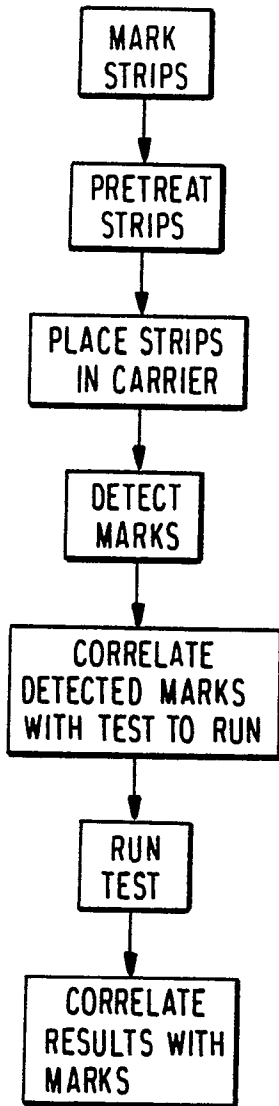 MARK
STRIPS
PRETREAT
STRIPS
PLACE STRIPS
IN CARRIER
DETECT
MARKS
CORRELATE
DETECTED MARKS
WITH TEST TO RUN
RUN
TEST
CORRELATE
RESULTS WITH
MARKS